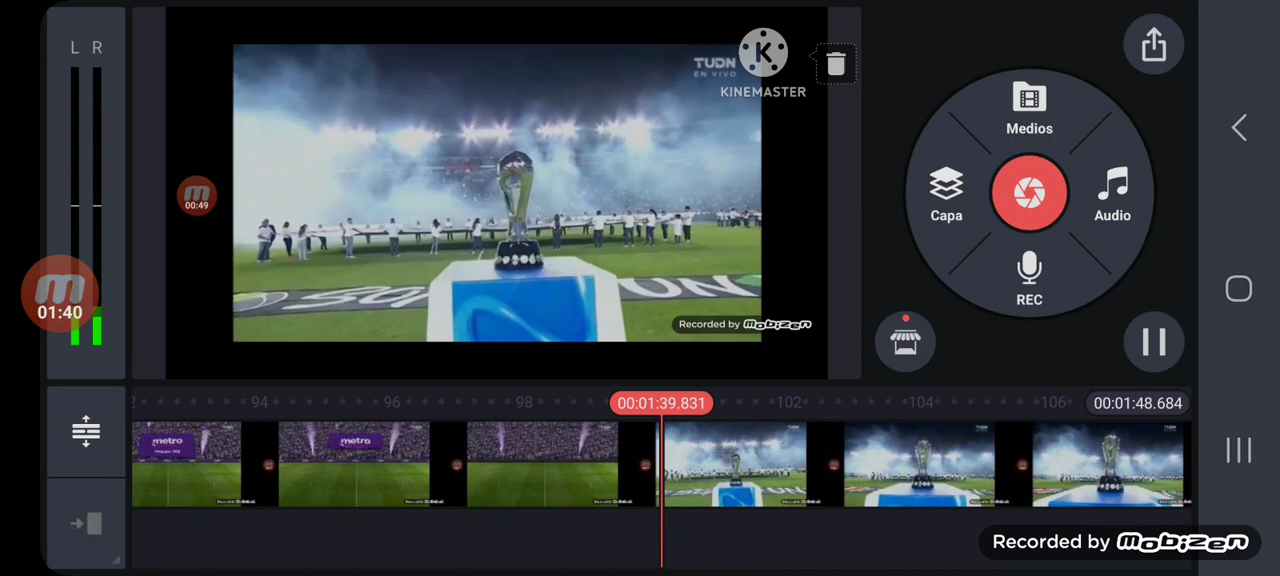 L R
TUDN
EN VIVO
K
KINEMASTER
m
00:49
m
01:40
Recorded by mobizen
Medios
Capa
Audio
REC
94
96
98
00:01:39.831
102
104
106
00:01:48.684
metro
metro
Recorded by mobizen